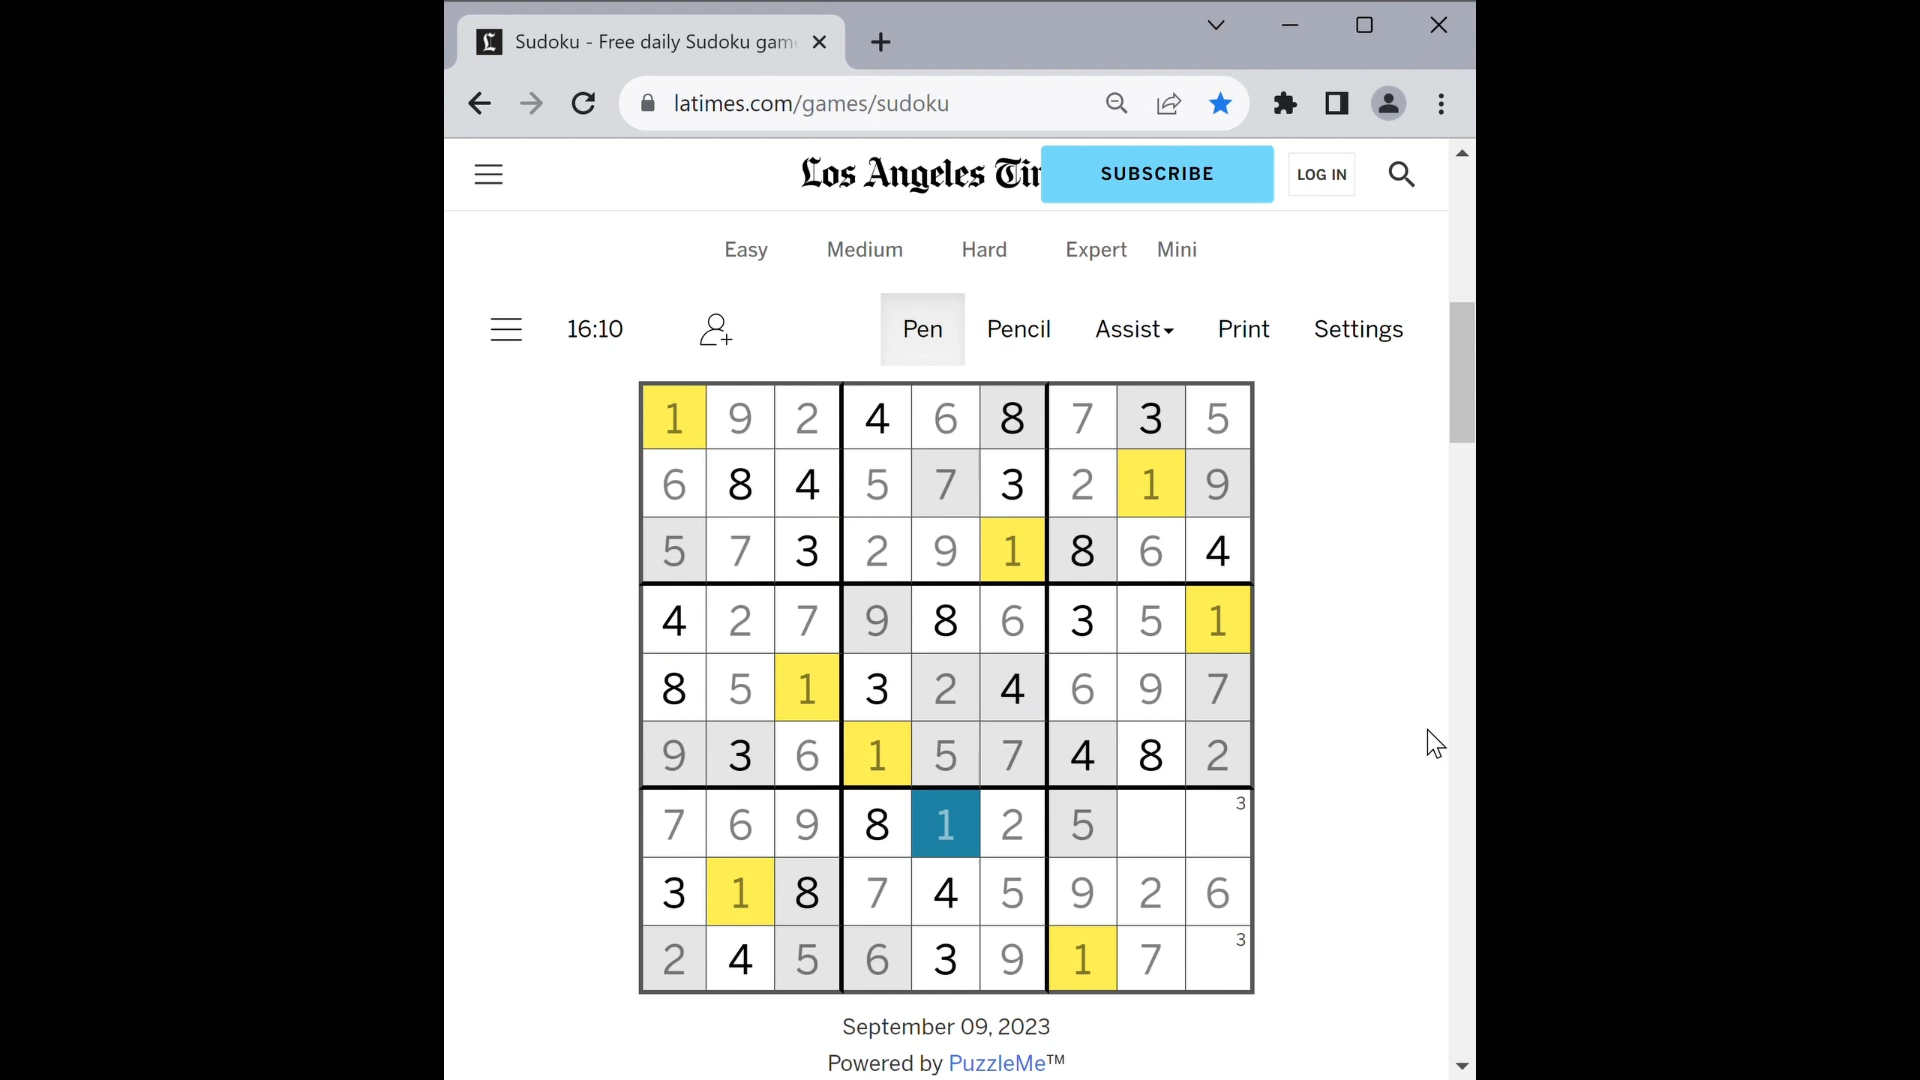 Sudoku - Free daily Sudoku gam
latimes.com/games/sudoku
Los Angeles Tim
SUBSCRIBE
LOG IN
Easy Medium Hard Expert Mini
16:10 Pen Pencil Assist Print Settings
1 9 2 4 6 8 7 3 5
6 8 4 5 7 3 2 1 9
5 7 3 2 9 1 8 6 4
4 2 7 9 8 6 3 5 1
8 5 1 3 2 4 6 9 7
9 3 6 1 5 7 4 8 2
7 6 9 8 1 2 5 3
3 1 8 7 4 5 9 2 6
2 4 5 6 3 9 1 7 3
September 09, 2023
Powered by PuzzleMe™